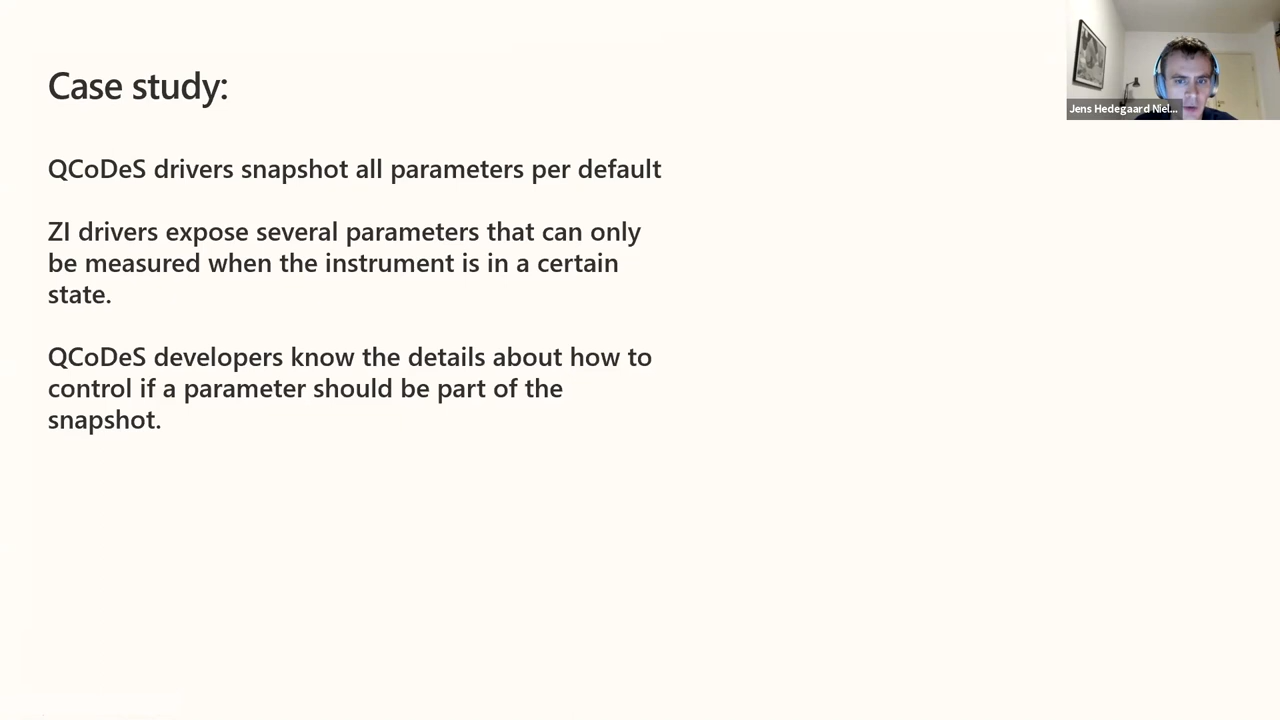 Case study:
Jens Hedegaard Niel...
QCoDeS drivers snapshot all parameters per default
ZI drivers expose several parameters that can only
be measured when the instrument is in a certain
state.
QCoDeS developers know the details about how to
control if a parameter should be part of the
snapshot.